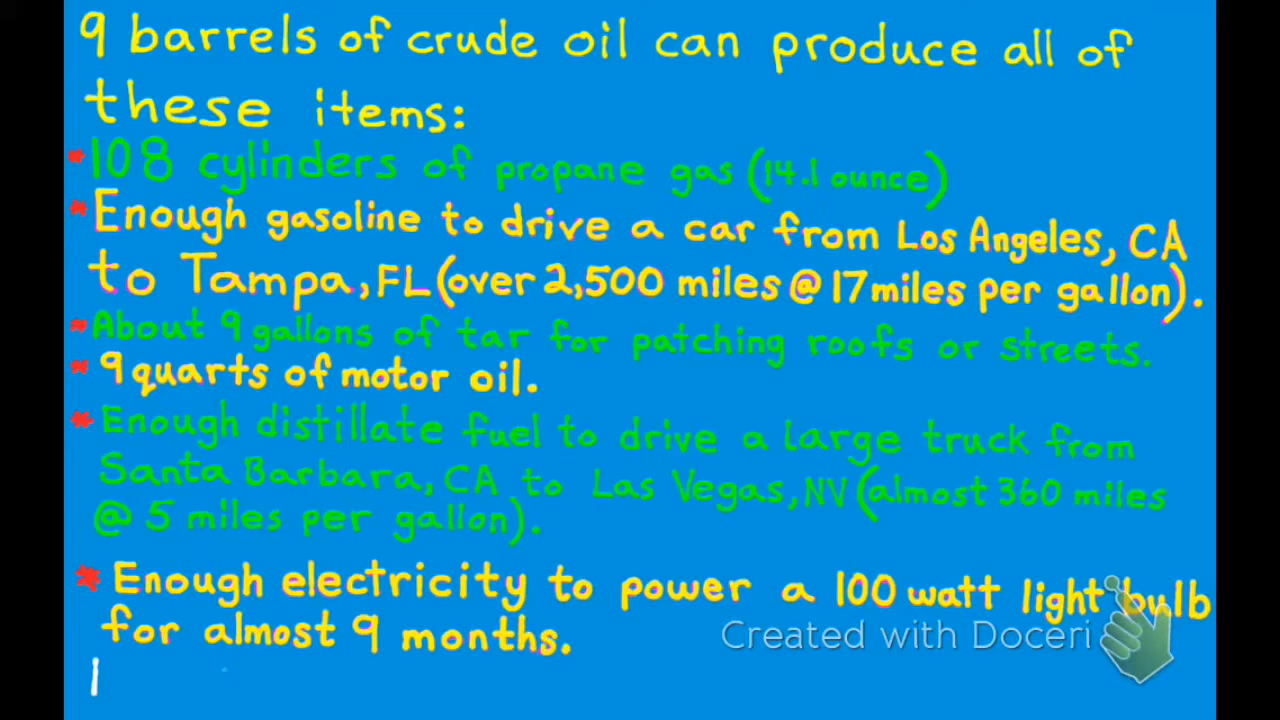 9 barrels of crude oil can produce all of
these items:
*108 cylinders of propane gas (14.1 ounce)
*Enough gasoline to drive a car from Los Angeles, CA
to Tampa, FL (over 2,500 miles @ 17 miles per gallon).
*About 9 gallons of tar for patching roofs or streets.
*9 quarts of motor oil.
*Enough distillate fuel to drive a large truck from
Santa Barbara, CA to Las Vegas, NV (almost 360 miles
@ 5 miles per gallon).
*Enough electricity to power a 100 watt light bulb
for almost 9 months.
Created with Doceri